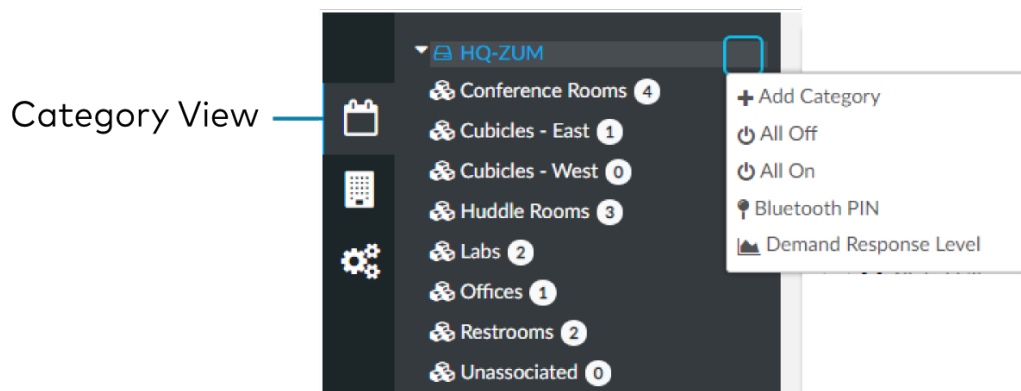 Category View
HQ-ZUM
Conference Rooms 4
Cubicles - East 1
Cubicles - West 0
Huddle Rooms 3
Labs 2
Offices 1
Restrooms 2
Unassociated 0
Add Category
All Off
All On
Bluetooth PIN
Demand Response Level